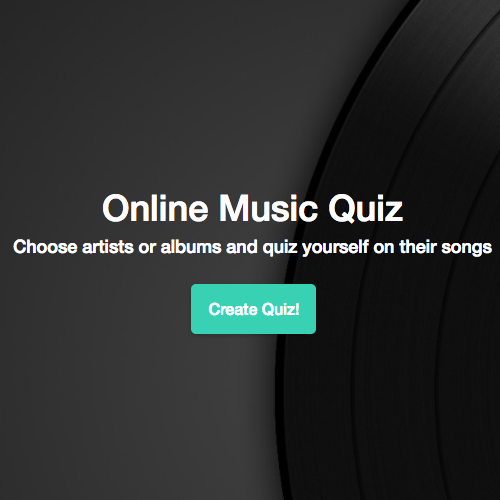 Online Music Quiz
Choose artists or albums and quiz yourself on their songs
Create Quiz!